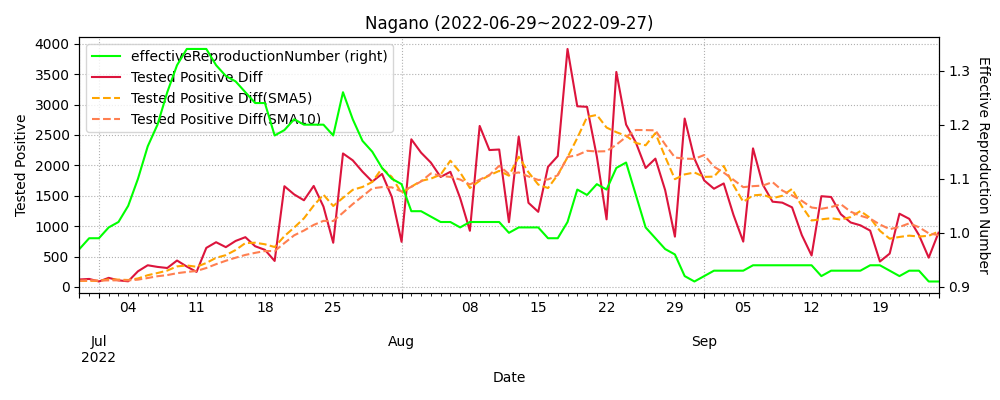 Nagano (2022-06-29~2022-09-27)
effectiveReproductionNumber (right)
Tested Positive Diff
Tested Positive Diff(SMA5)
Tested Positive Diff(SMA10)
Tested Positive
4000
3500
3000
2500
2000
1500
1000
500
0
Effective Reproduction Number
1.3
1.2
1.1
1.0
0.9
04 11 18 25 08 15 22 29 05 12 19
Jul Aug Sep
2022
Date